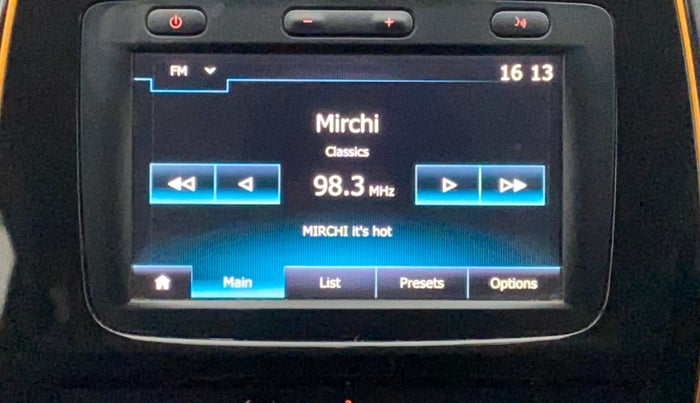 FM
16 13
Mirchi
Classics
98.3 MHz
MIRCHI it's hot
Main List Presets Options